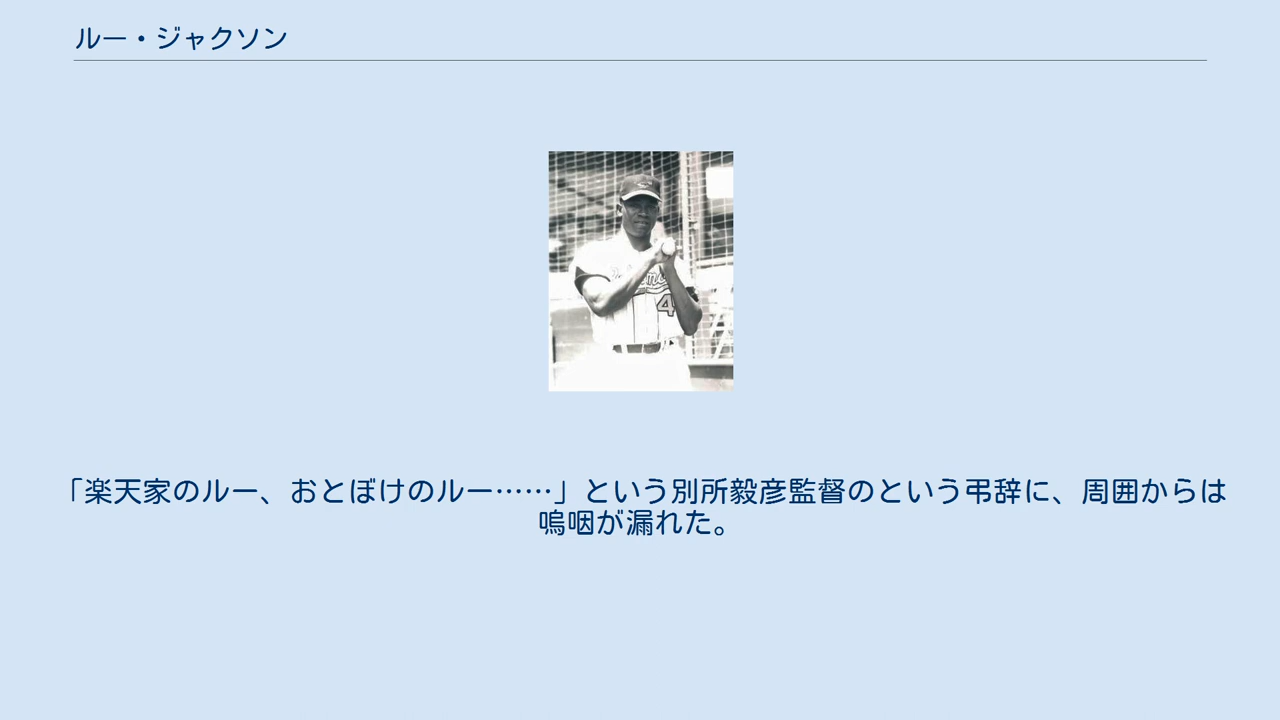 ルー・ジャクソン
4
「楽天家のルー、おとぼけのルー……」という別所毅彦監督のという弔辞に、周囲からは
嗚咽が漏れた。